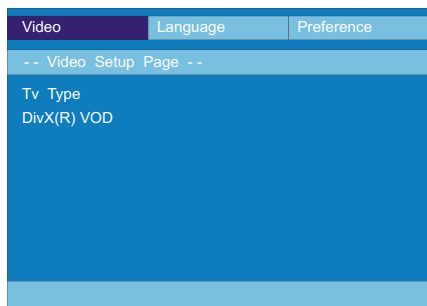 Video Language Preference
-- Video Setup Page --
Tv Type
DivX(R) VOD